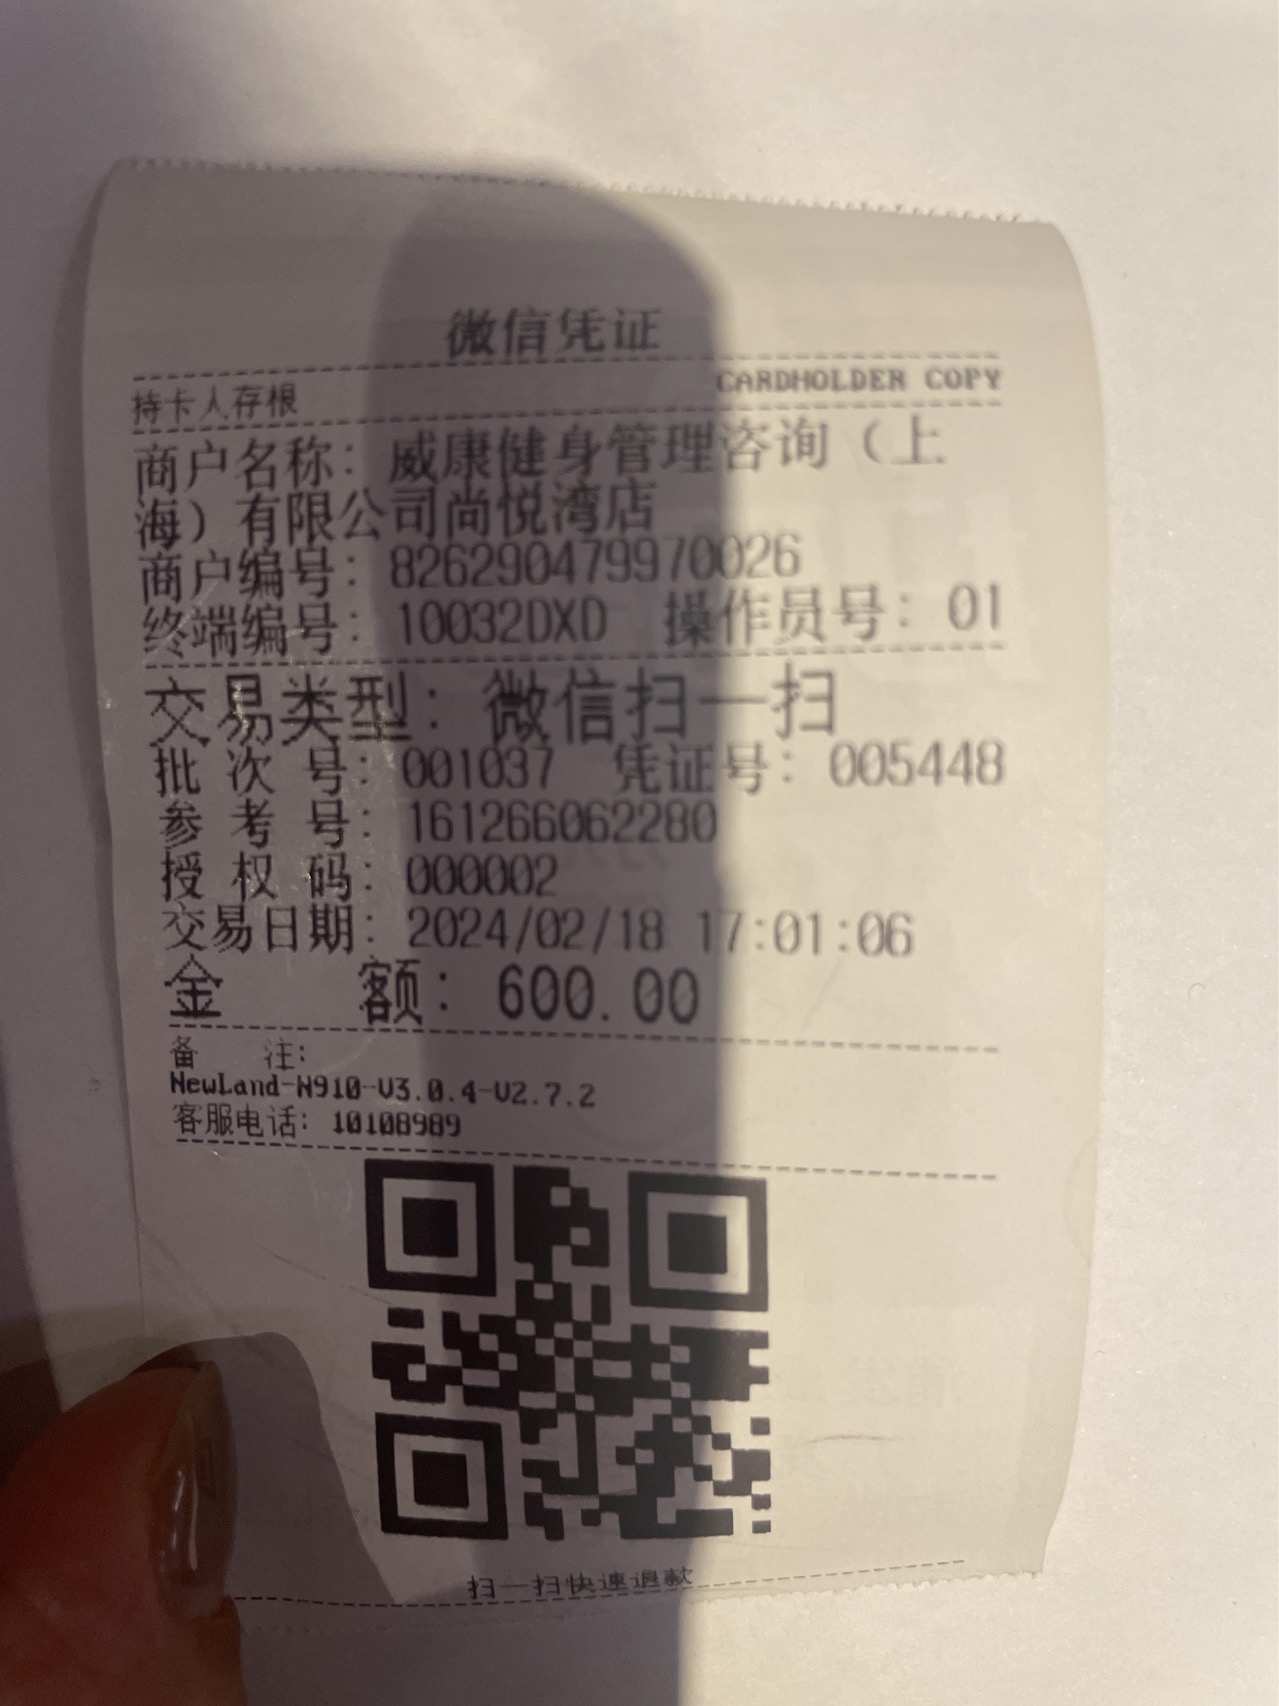 微信凭证
CARDHOLDER COPY
持卡人存根
商户名称：威康健身管理咨询（上
海）有限公司尚悦湾店
商户编号：826290479970026
终端编号：10032DXD 操作员号：01
交易类型：微信扫一扫
批 次 号：001037 凭证号：005448
参 考 号：161266062280
授 权 码：000002
交易日期：2024/02/18 17:01:06
金 额：600.00
备 注：
NewLand-N910-V3.0.4-V2.7.2
客服电话：10108989
扫一扫快速退款